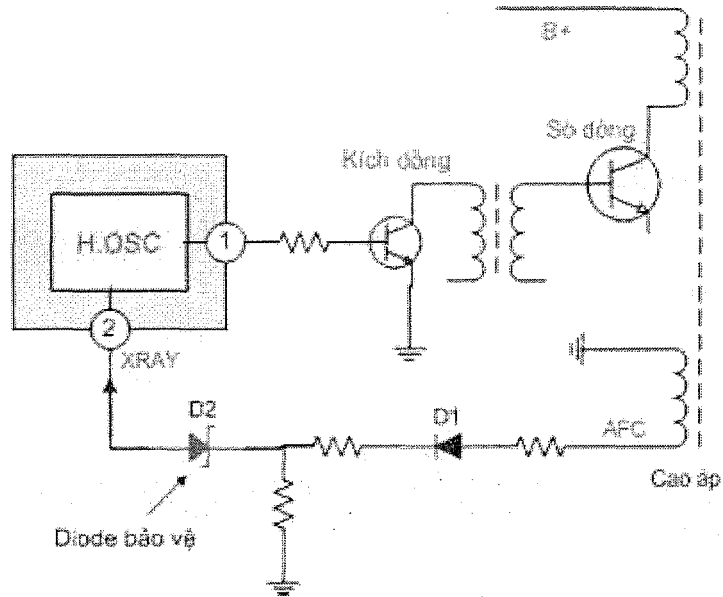 B+
Sò dòng
Kích dòng
H.OSC
1
2
XRAY
D2
D1
AFC
Cao áp
Diode bảo vệ